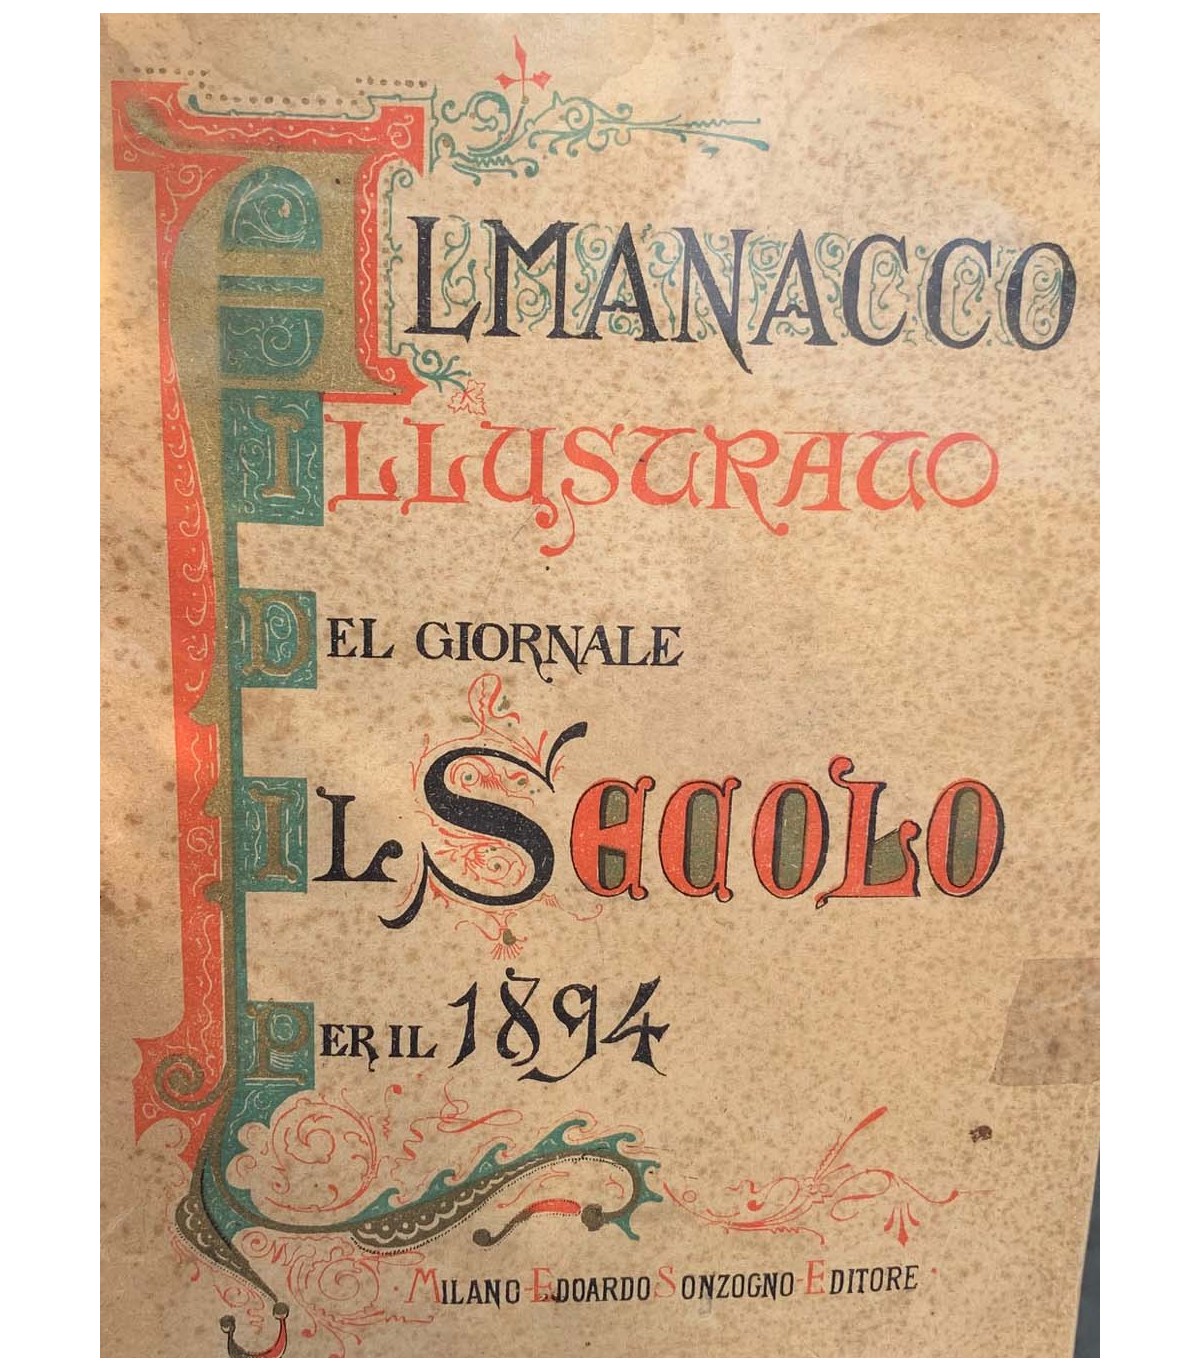 ALMANACCO
ILLUSTRATO
DEL GIORNALE
IL SECOLO
PER IL 1894
MILANO-EDOARDO SONZOGNO-EDITORE